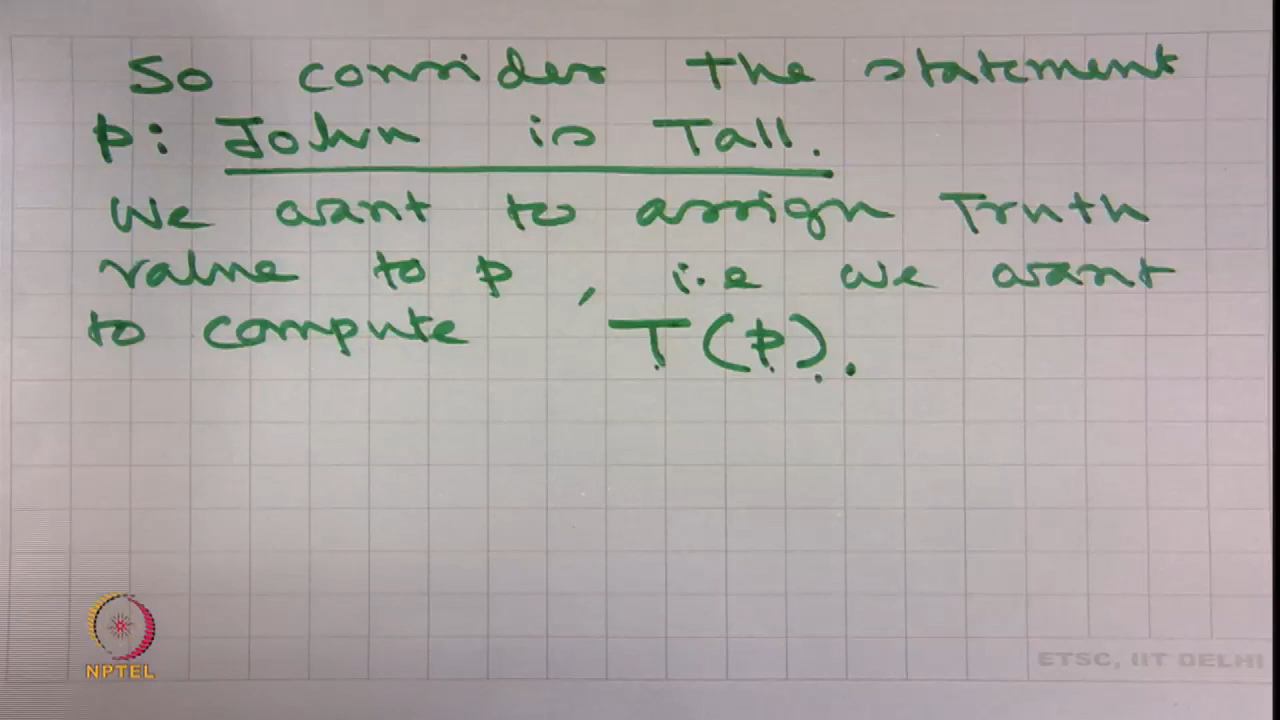 So consider the statement
p: John is Tall.
We want to assign Truth
value to p, i.e we want
to compute T(p).
NPTEL
ETSC, IIT DELHI